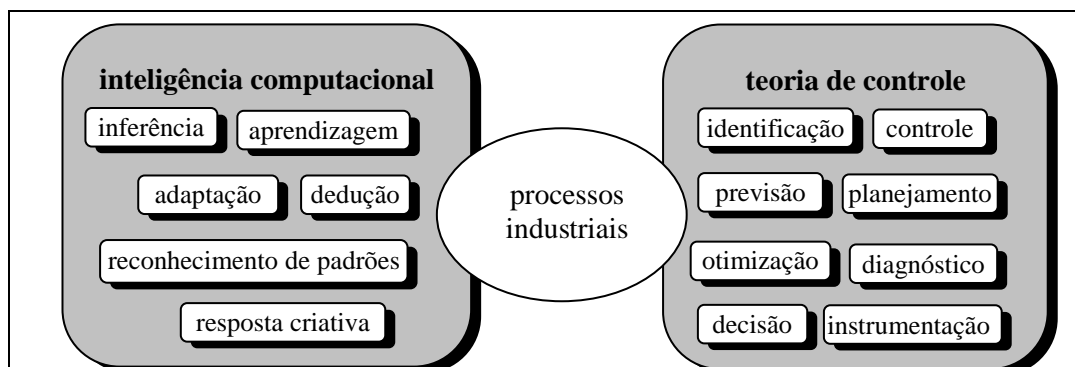 inteligência computacional
inferência
aprendizagem
adaptação
dedução
reconhecimento de padrões
resposta criativa
processos
industriais
teoria de controle
identificação
controle
previsão
planejamento
otimização
diagnóstico
decisão
instrumentação